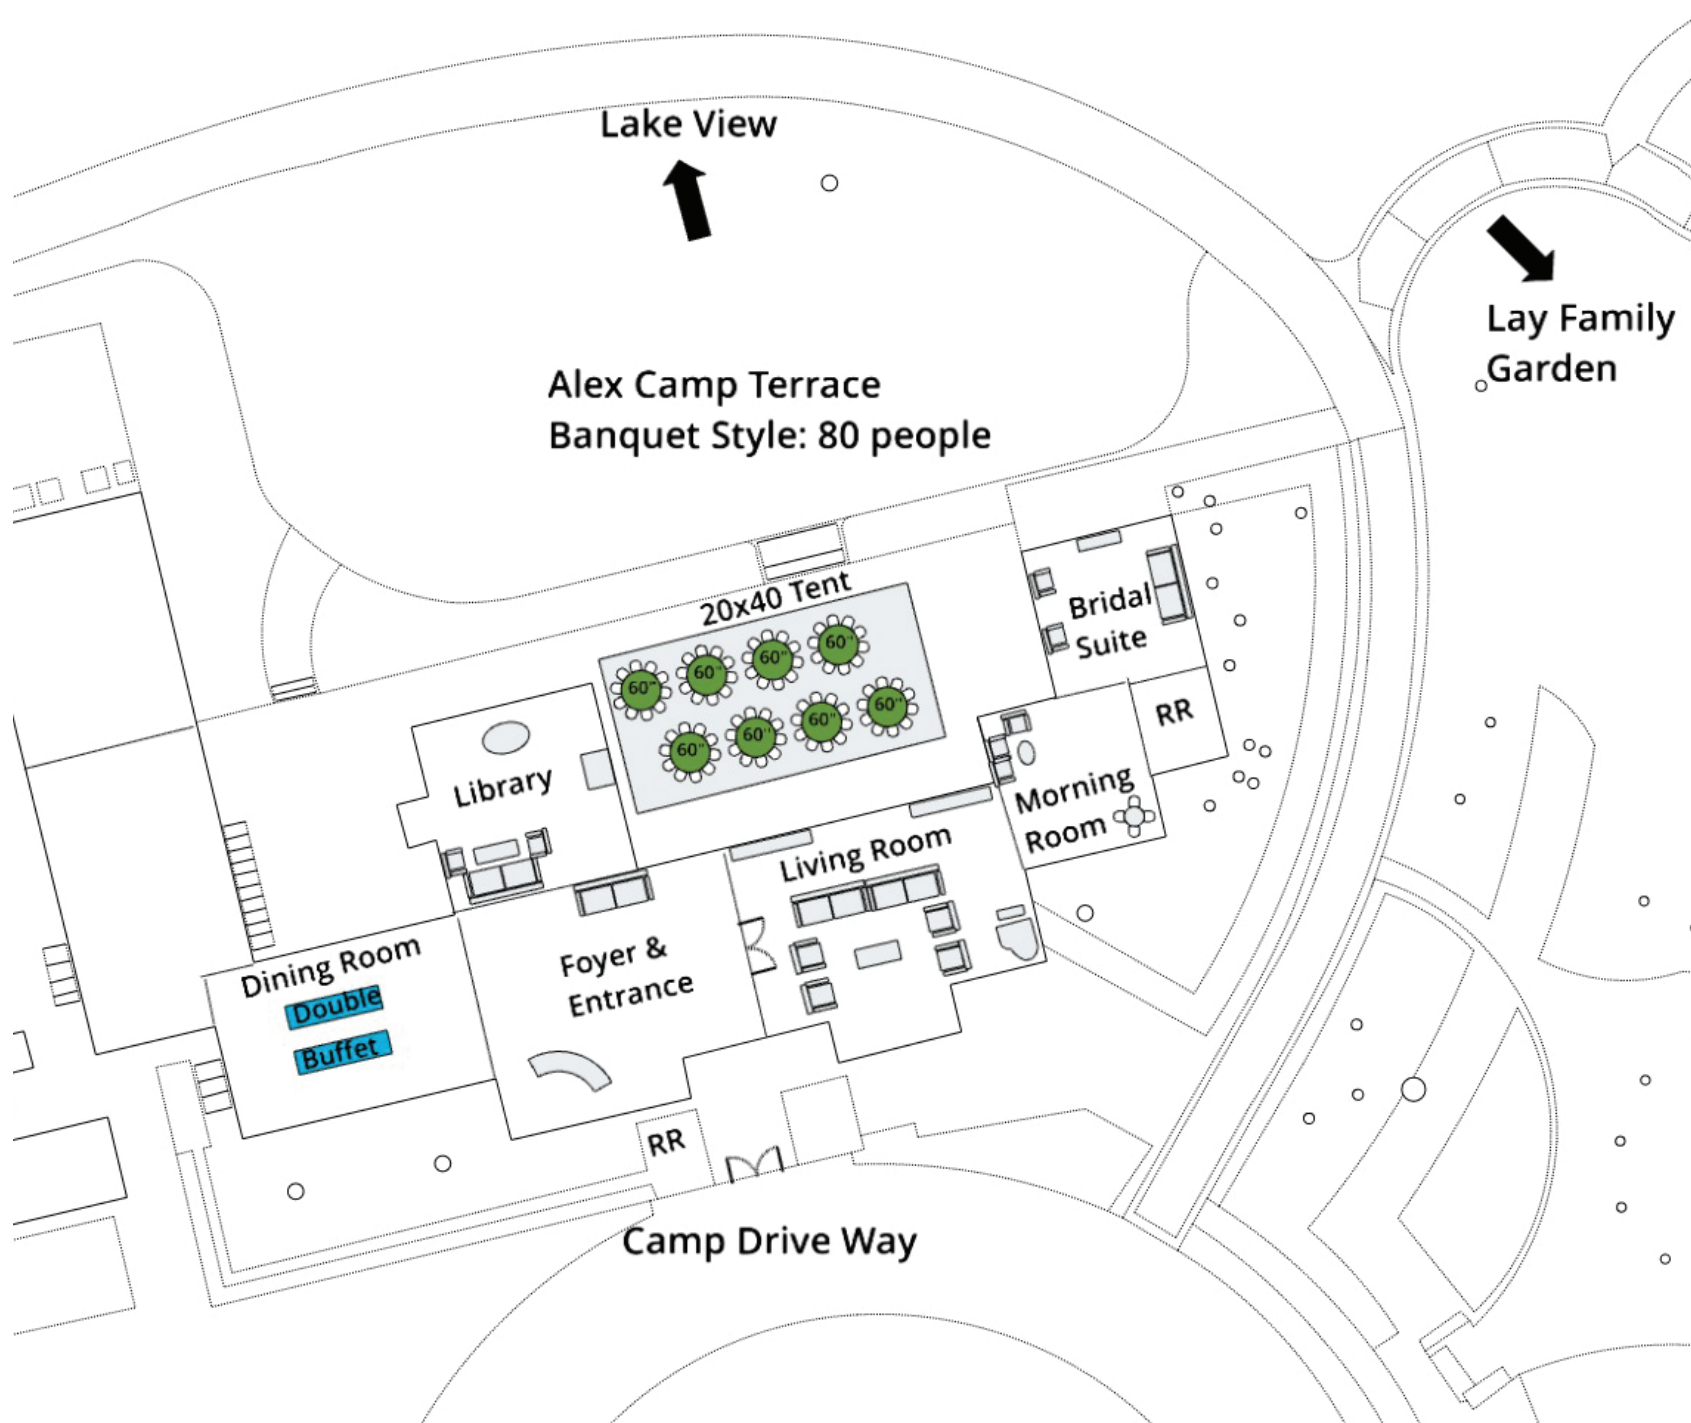 Lake View
Lay Family
Garden
Alex Camp Terrace
Banquet Style: 80 people
20x40 Tent
60"
60"
60"
60"
60"
60"
60"
60"
Bridal
Suite
RR
Library
Morning
Room
Living Room
Foyer &
Entrance
Dining Room
Double
Buffet
RR
Camp Drive Way